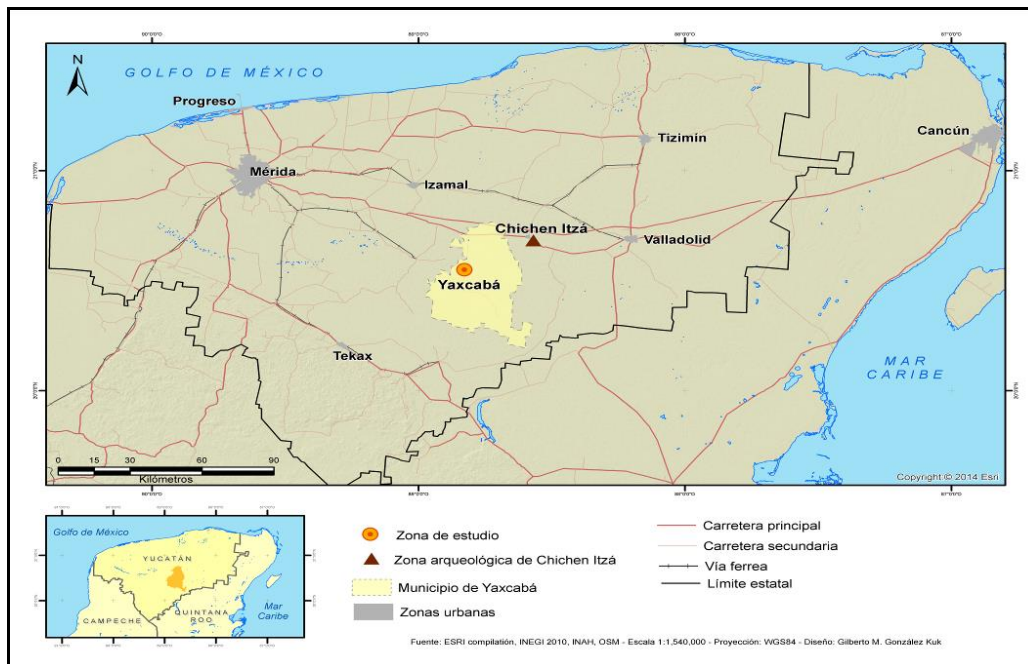 N
GOLFO DE MÉXICO
Progreso
Mérida
Izamal
Tizimín
Cancún
Chichen Itzá
Valladolid
Yaxcabá
Tekax
MAR
CARIBE
0 15 30 60 90
Kilómetros
Copyright © 2014 Esri
Golfo de México
YUCATÁN
CAMPECHE
QUINTANA
ROO
Mar
Caribe
Zona de estudio
Zona arqueológica de Chichen Itzá
Municipio de Yaxcabá
Zonas urbanas
Carretera principal
Carretera secundaria
Vía ferrea
Límite estatal
Fuente: ESRI compilatión, INEGI 2010, INAH, OSM - Escala 1:1,540,000 - Proyección: WGS84 - Diseño: Gilberto M. González Kuk